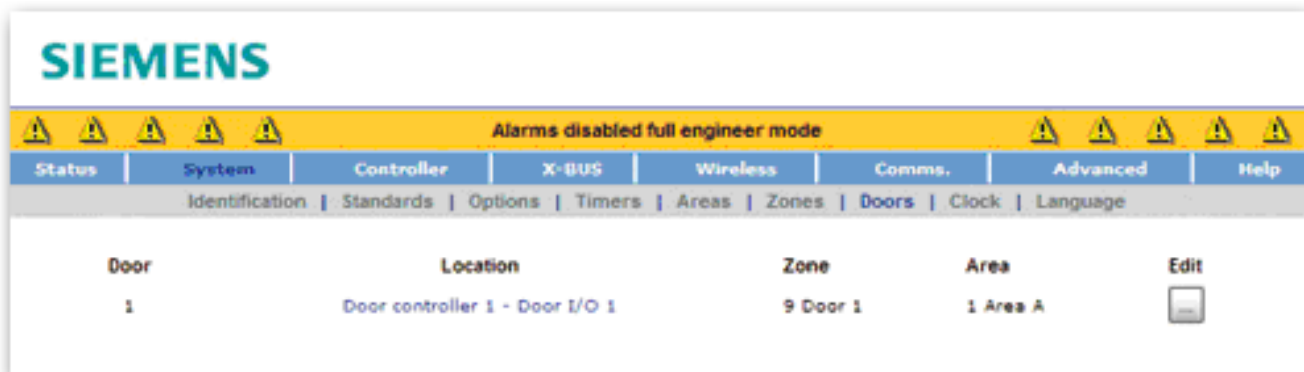 SIEMENS
Alarms disabled full engineer mode
Status System Controller X-BUS Wireless Comms. Advanced Help
Identification | Standards | Options | Timers | Areas | Zones | Doors | Clock | Language
Door Location Zone Area Edit
1 Door controller 1 - Door I/O 1 9 Door 1 1 Area A ...